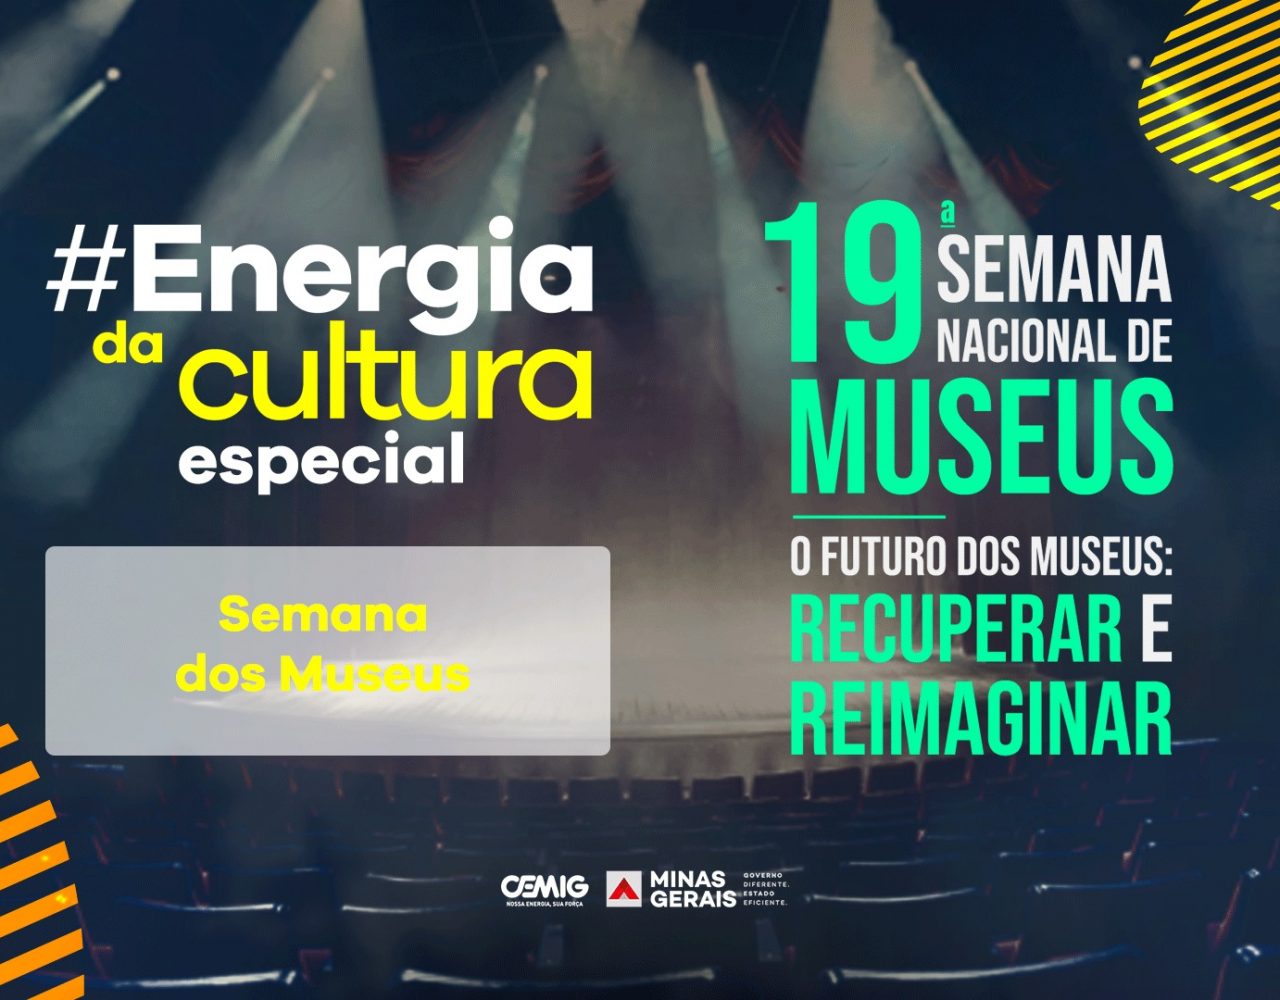 #Energia
da
cultura
especial
Semana
dos Museus
19ª
SEMANA
NACIONAL DE
MUSEUS
O FUTURO DOS MUSEUS:
RECUPERAR E
REIMAGINAR
CEMIG
NOSSA ENERGIA, SUA FORÇA
MINAS
GERAIS
GOVERNO
DIFERENTE.
ESTADO
EFICIENTE.